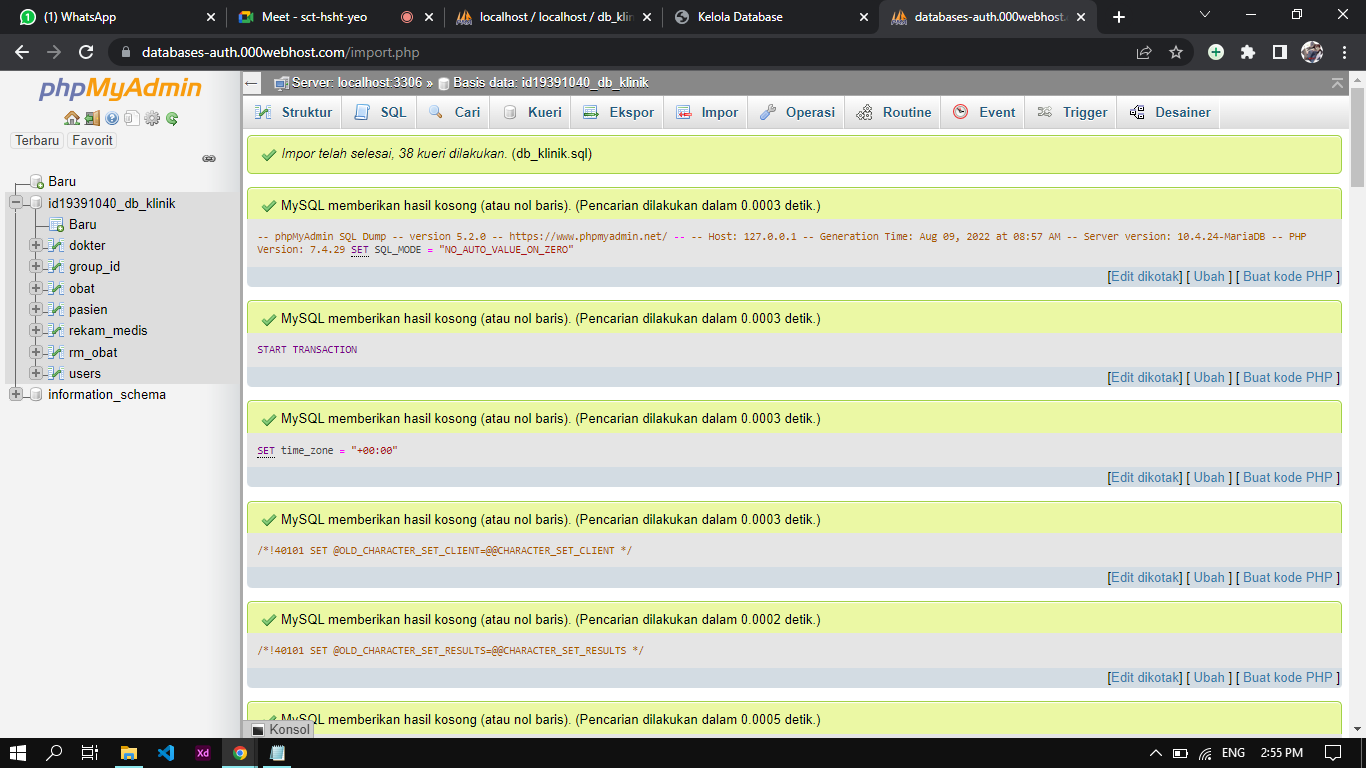 (1) WhatsApp
Meet - sct-hsht-yeo
localhost / localhost / db_klin
Kelola Database
databases-auth.000webhost.
databases-auth.000webhost.com/import.php
phpMyAdmin
Terbaru
Favorit
Baru
id19391040_db_klinik
Baru
dokter
group_id
obat
pasien
rekam_medis
rm_obat
users
information_schema
Server: localhost:3306 » Basis data: id19391040_db_klinik
Struktur
SQL
Cari
Kueri
Ekspor
Impor
Operasi
Routine
Event
Trigger
Desainer
Impor telah selesai, 38 kueri dilakukan. (db_klinik.sql)
MySQL memberikan hasil kosong (atau nol baris). (Pencarian dilakukan dalam 0.0003 detik.)
-- phpMyAdmin SQL Dump -- version 5.2.0 -- https://www.phpmyadmin.net/ -- -- Host: 127.0.0.1 -- Generation Time: Aug 09, 2022 at 08:57 AM -- Server version: 10.4.24-MariaDB -- PHP
Version: 7.4.29 SET SQL_MODE = "NO_AUTO_VALUE_ON_ZERO"
[Edit dikotak] [ Ubah ] [ Buat kode PHP ]
MySQL memberikan hasil kosong (atau nol baris). (Pencarian dilakukan dalam 0.0003 detik.)
START TRANSACTION
[Edit dikotak] [ Ubah ] [ Buat kode PHP ]
MySQL memberikan hasil kosong (atau nol baris). (Pencarian dilakukan dalam 0.0003 detik.)
SET time_zone = "+00:00"
[Edit dikotak] [ Ubah ] [ Buat kode PHP ]
MySQL memberikan hasil kosong (atau nol baris). (Pencarian dilakukan dalam 0.0003 detik.)
/*!40101 SET @OLD_CHARACTER_SET_CLIENT=@@CHARACTER_SET_CLIENT */
[Edit dikotak] [ Ubah ] [ Buat kode PHP ]
MySQL memberikan hasil kosong (atau nol baris). (Pencarian dilakukan dalam 0.0002 detik.)
/*!40101 SET @OLD_CHARACTER_SET_RESULTS=@@CHARACTER_SET_RESULTS */
[Edit dikotak] [ Ubah ] [ Buat kode PHP ]
MySQL memberikan hasil kosong (atau nol baris). (Pencarian dilakukan dalam 0.0005 detik.)
Konsol
Xd
ENG
2:55 PM